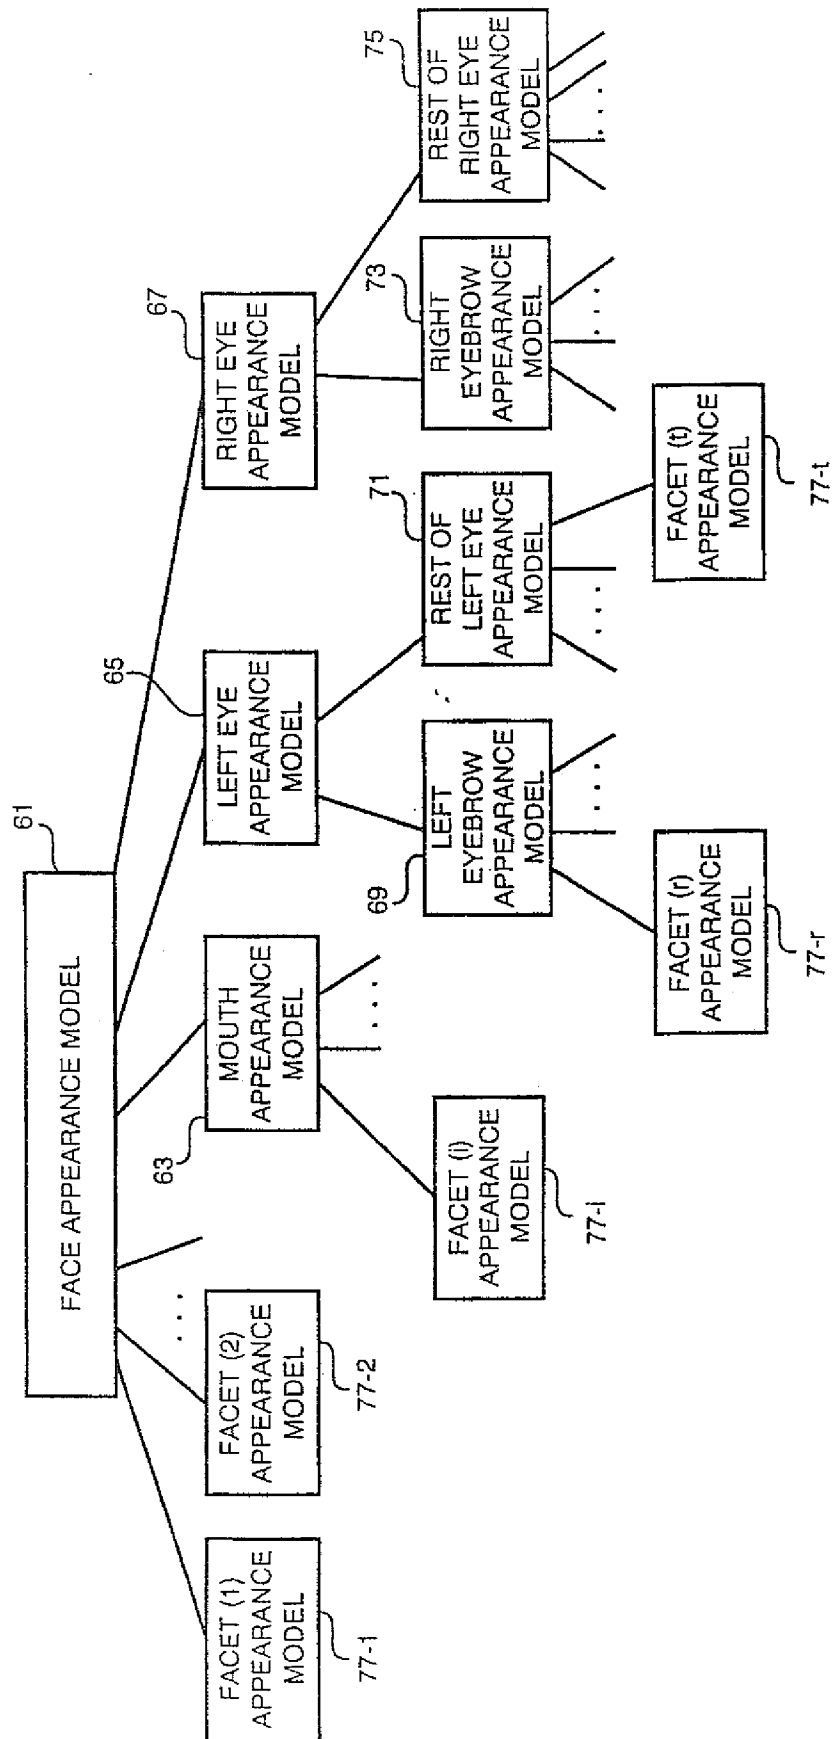 61
FACE APPEARANCE MODEL
FACET (1)
APPEARANCE
MODEL
77-1
FACET (2)
APPEARANCE
MODEL
77-2
. . .
63
MOUTH
APPEARANCE
MODEL
65
LEFT EYE
APPEARANCE
MODEL
67
RIGHT EYE
APPEARANCE
MODEL
. . .
FACET (i)
APPEARANCE
MODEL
77-i
69
LEFT
EYEBROW
APPEARANCE
MODEL
. . .
71
REST OF
LEFT EYE
APPEARANCE
MODEL
. . .
73
RIGHT
EYEBROW
APPEARANCE
MODEL
. . .
75
REST OF
RIGHT EYE
APPEARANCE
MODEL
. . .
FACET (r)
APPEARANCE
MODEL
77-r
FACET (t)
APPEARANCE
MODEL
77-t